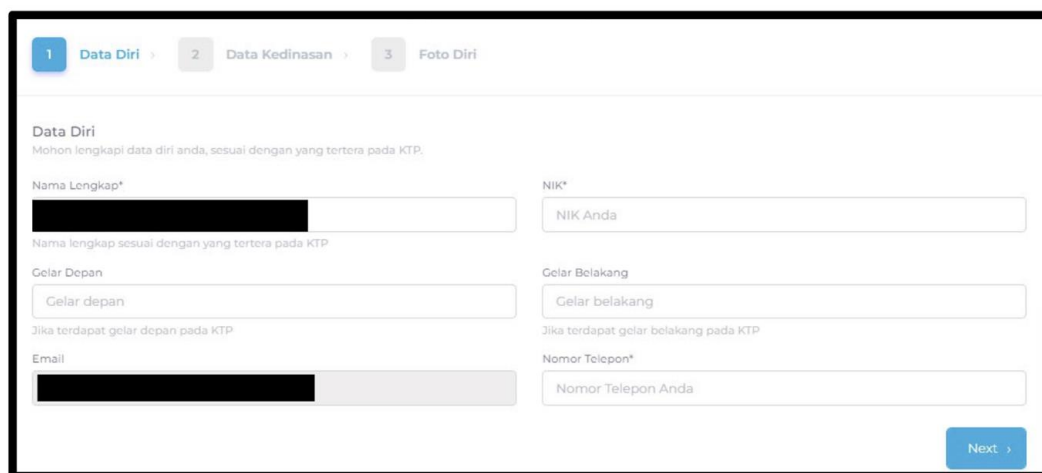 1 Data Diri › 2 Data Kedinasan › 3 Foto Diri
Data Diri
Mohon lengkapi data diri anda, sesuai dengan yang tertera pada KTP.
Nama Lengkap* NIK*
NIK Anda
Nama lengkap sesuai dengan yang tertera pada KTP
Gelar Depan Gelar Belakang
Gelar depan Gelar belakang
Jika terdapat gelar depan pada KTP Jika terdapat gelar belakang pada KTP
Email Nomor Telepon*
Nomor Telepon Anda
Next ›